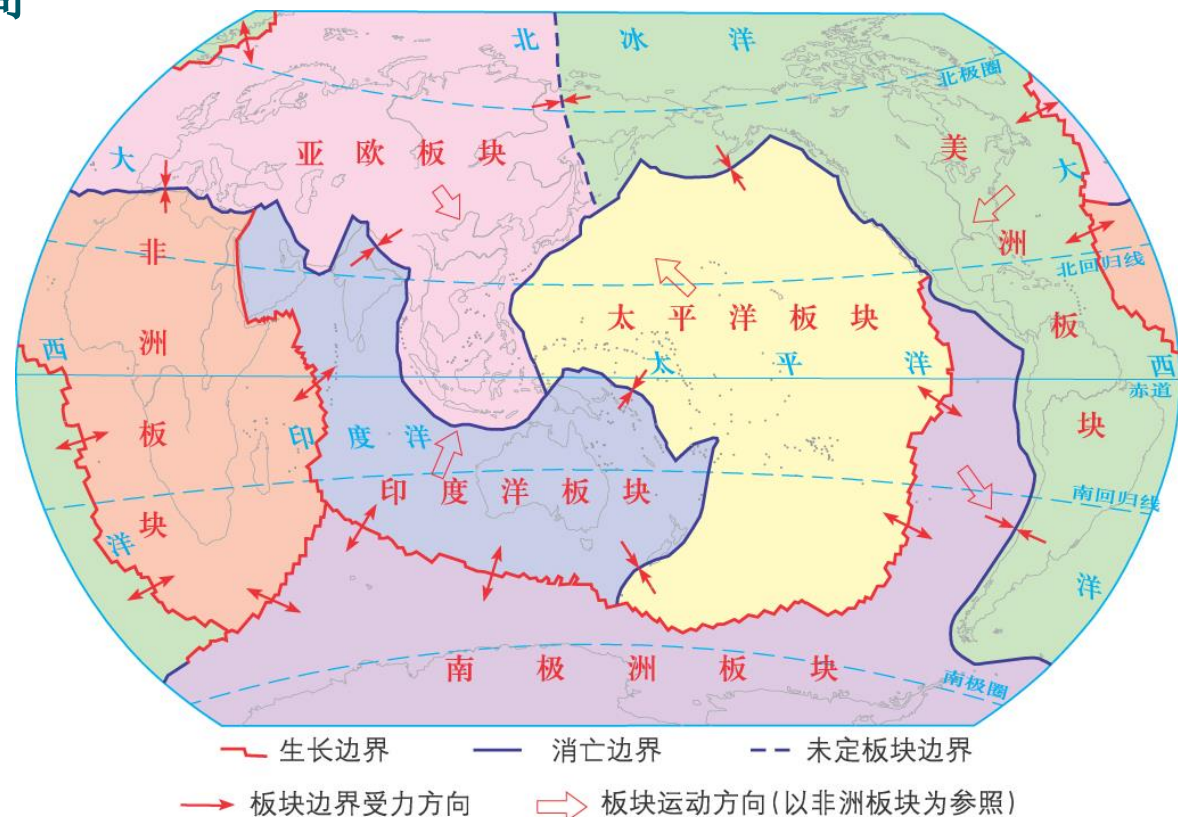 北冰洋
北极圈
大
亚欧板块
美
大
非
洲
北回归线
太平洋板块
洲
板
西
太平洋
西
赤道
板
印度洋
块
印度洋板块
南回归线
块
洋
洋
南极洲板块
南极圈
生长边界
消亡边界
未定板块边界
板块边界受力方向
板块运动方向(以非洲板块为参照)